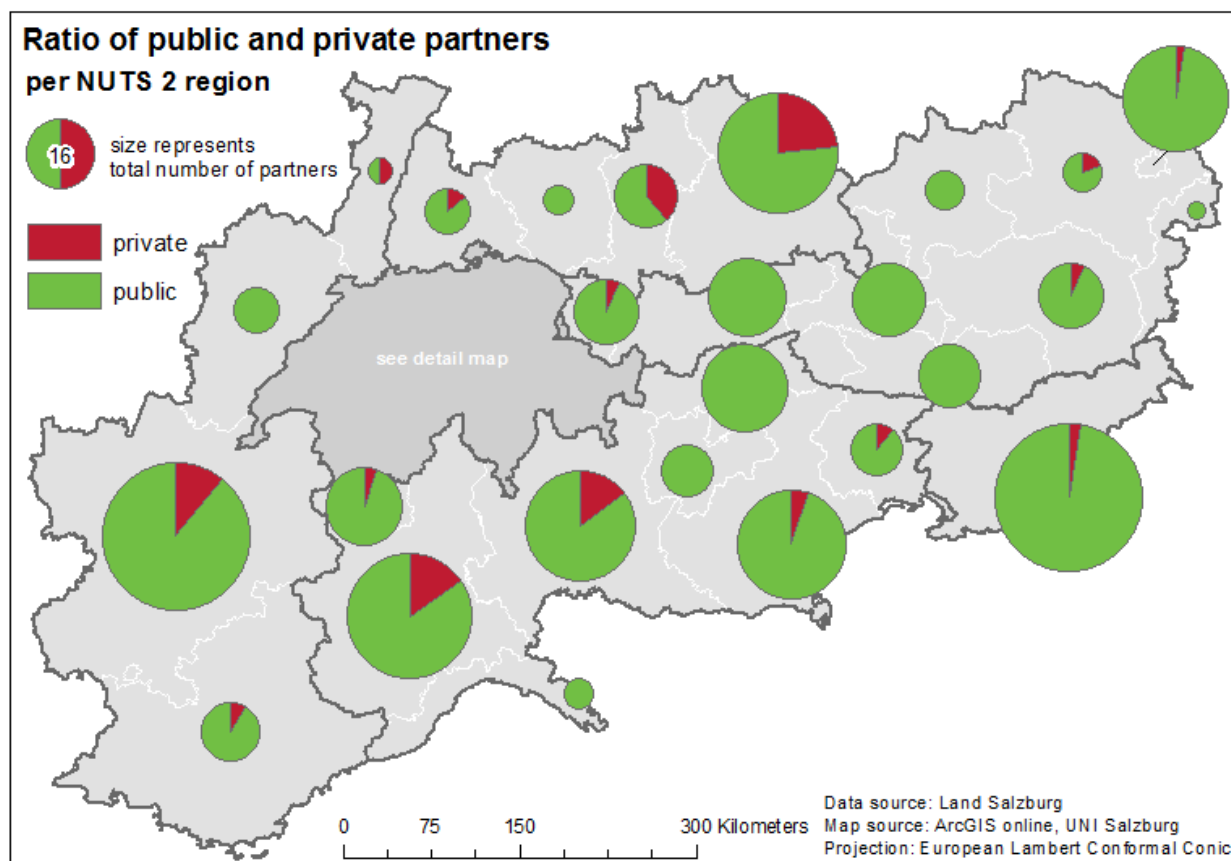 Ratio of public and private partners
per NUTS 2 region
16
size represents
total number of partners
private
public
see detail map
0 75 150 300 Kilometers
Data source: Land Salzburg
Map source: ArcGIS online, UNI Salzburg
Projection: European Lambert Conformal Conic